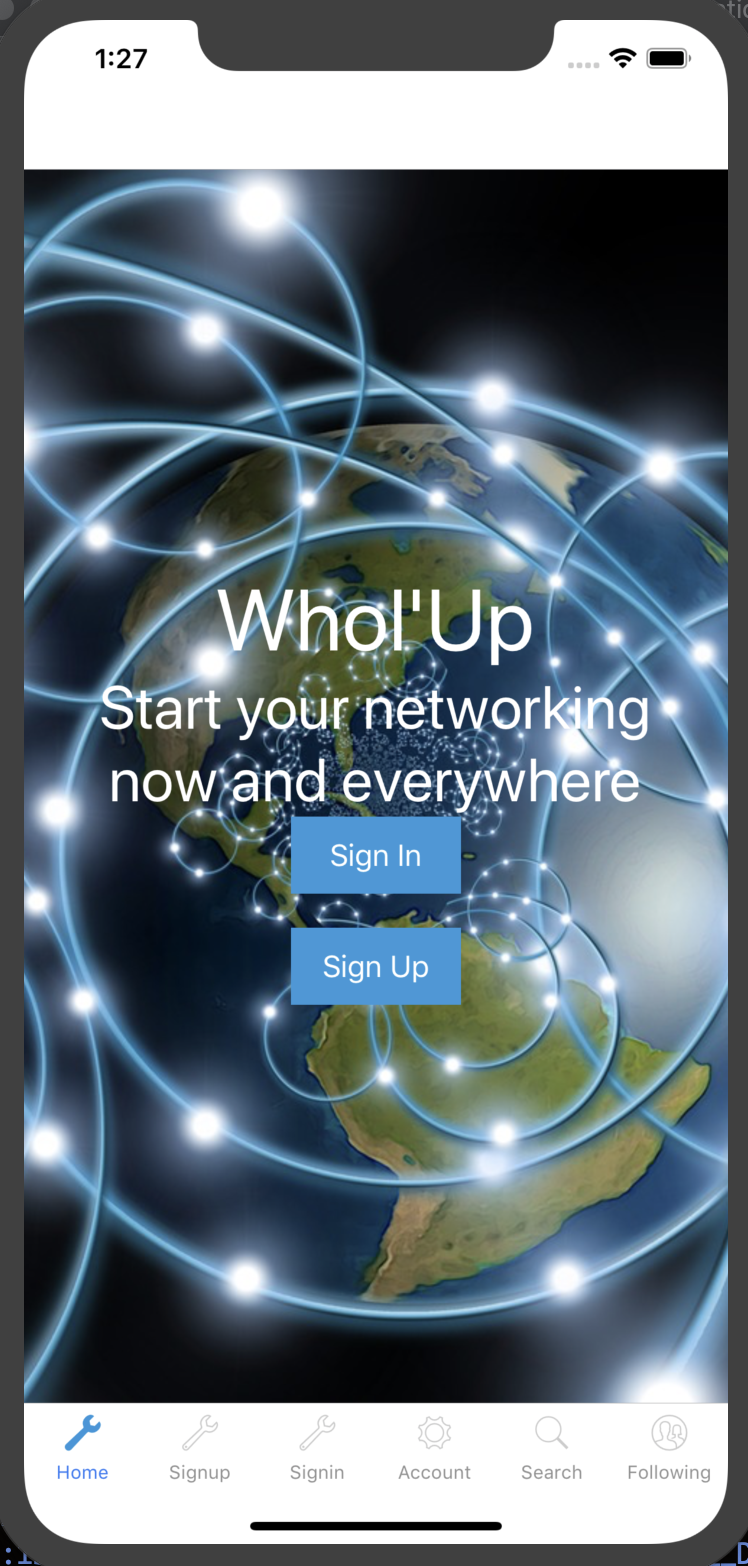 1:27
Whol'Up
Start your networking
now and everywhere
Sign In
Sign Up
Home
Signup
Signin
Account
Search
Following